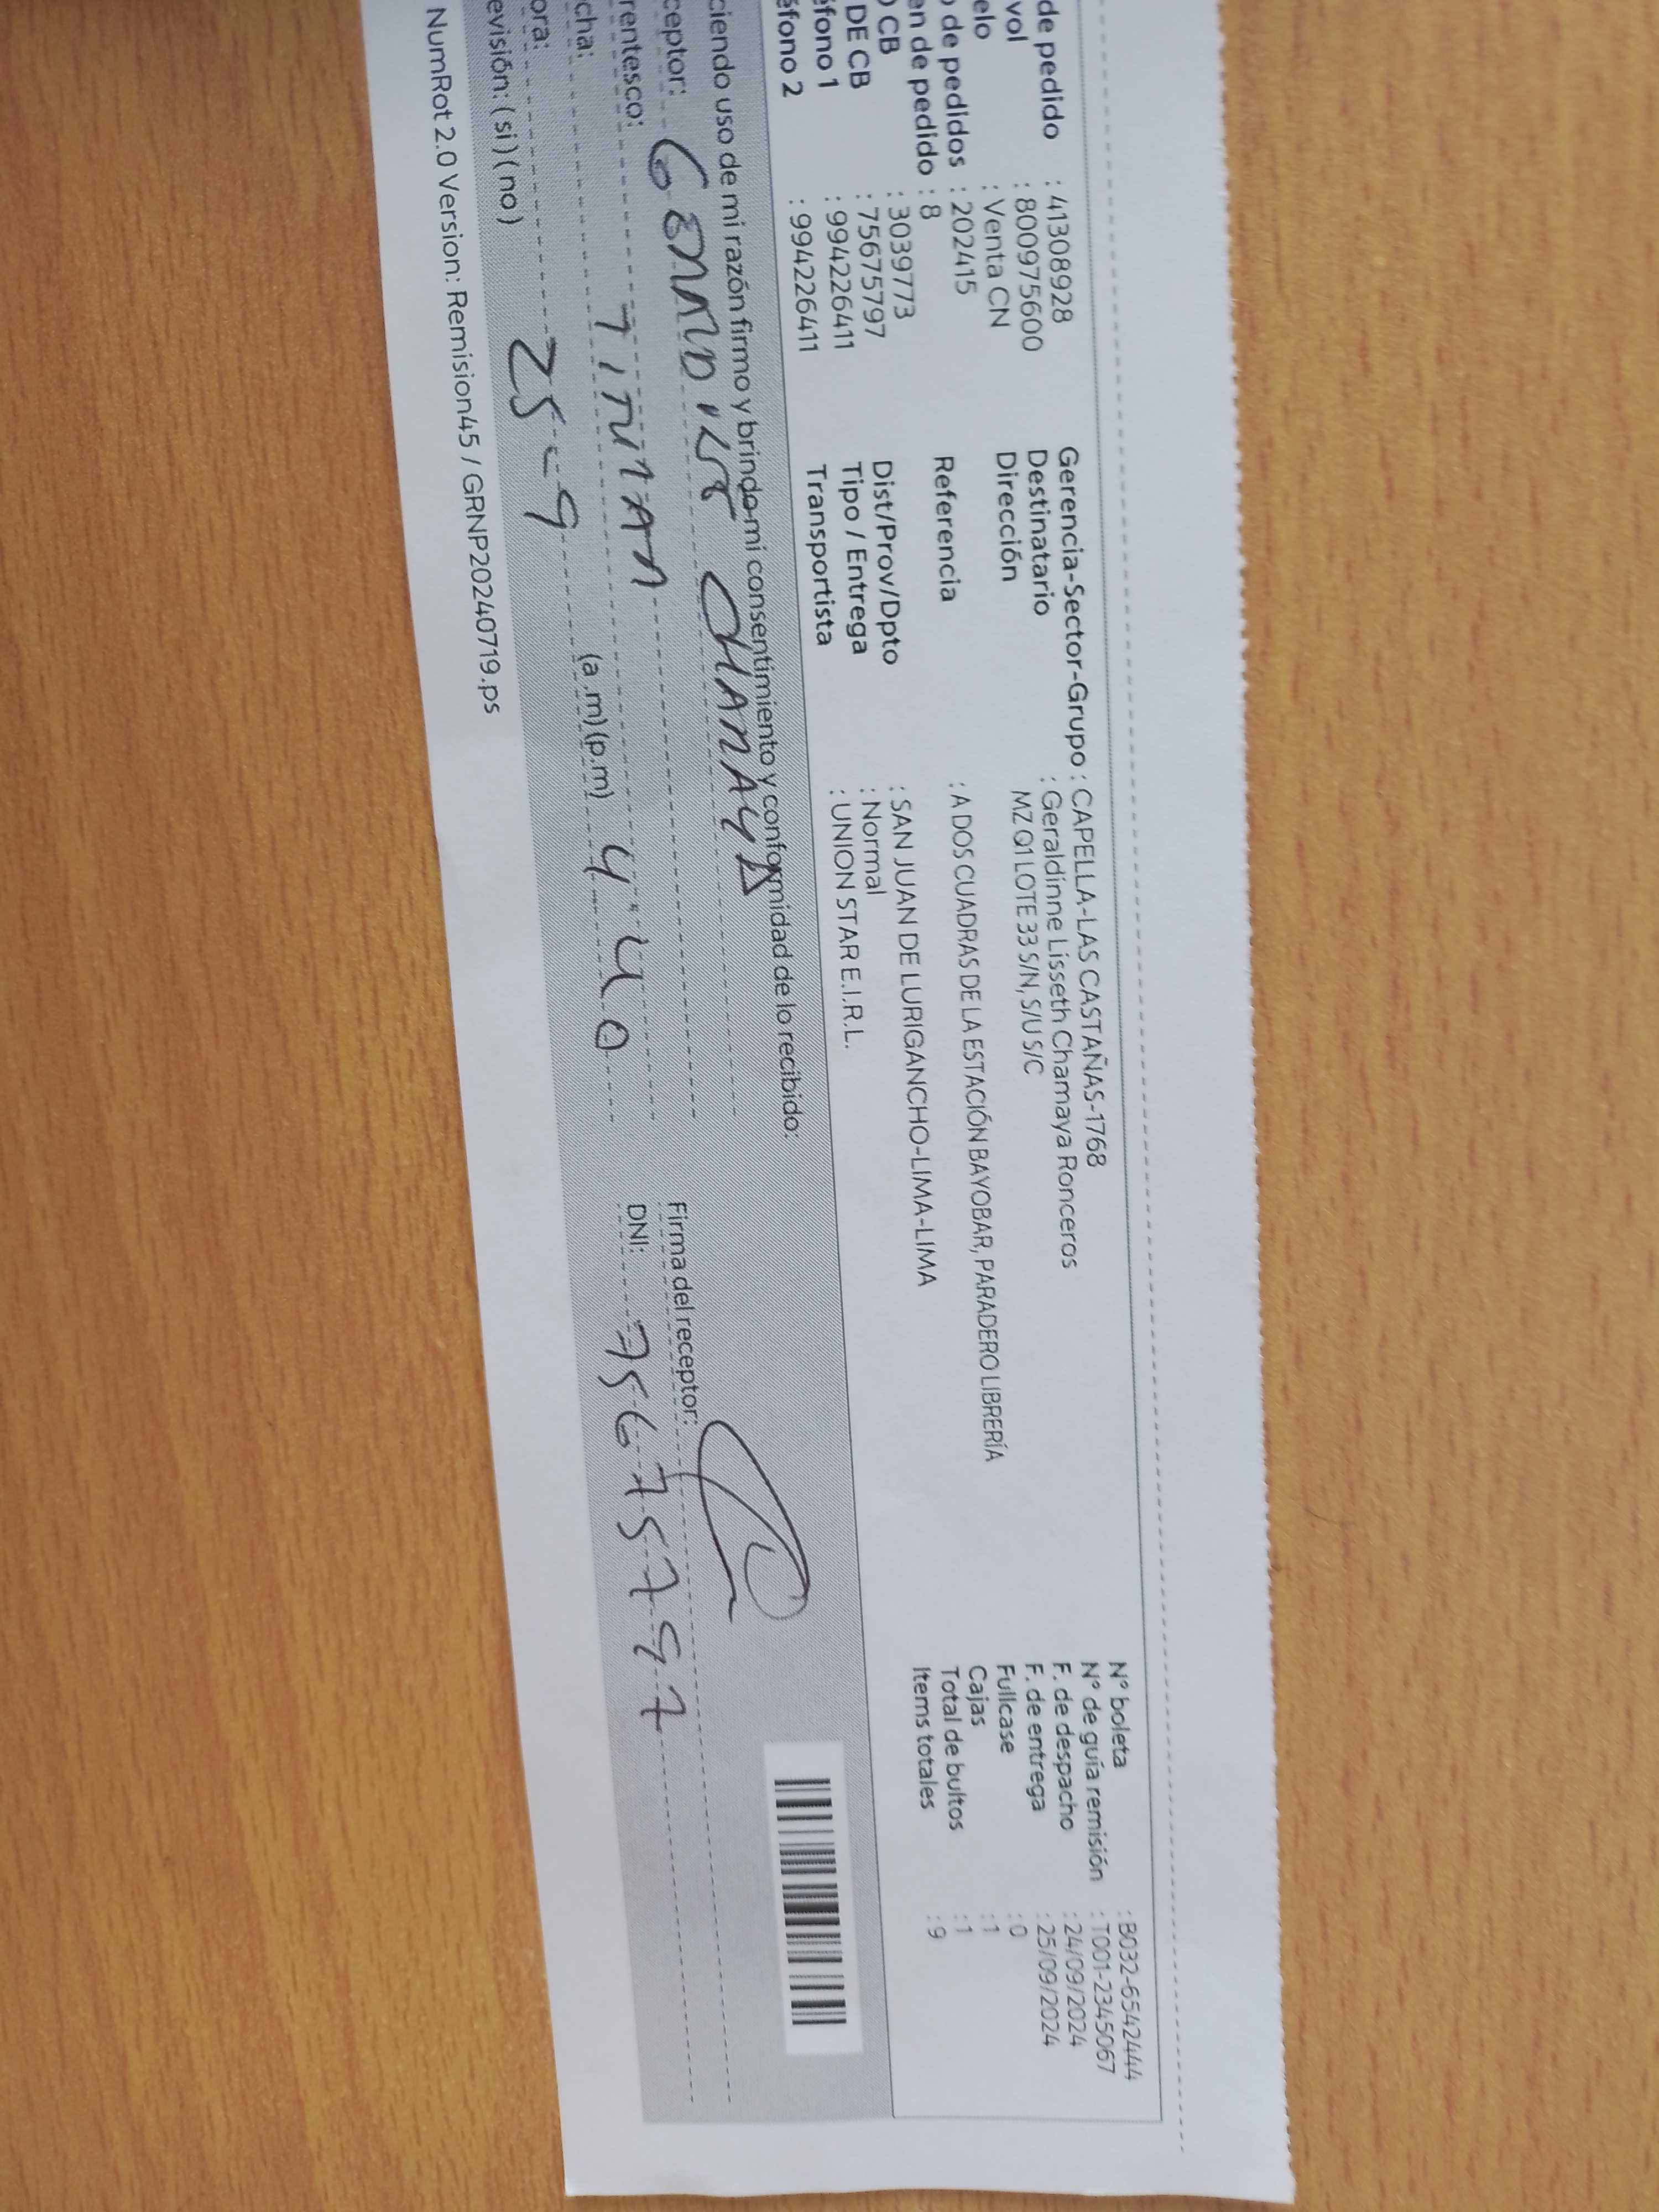 de pedido : 41308928
vol : 800975600
elo : Venta CN
o de pedidos : 202415
en de pedido : 8
O CB : 3039773
DE CB : 75675797
éfono 1 : 994226411
éfono 2 : 994226411
Gerencia-Sector-Grupo : CAPELLA-LAS CASTAÑAS-1768
Destinatario : Geraldinne Lisseth Chamaya Ronceros
Dirección MZ Q1 LOTE 33 S/N, S/U S/C
Referencia : A DOS CUADRAS DE LA ESTACIÓN BAYOBAR, PARADERO LIBRERÍA
Dist/Prov/Dpto : SAN JUAN DE LURIGANCHO-LIMA-LIMA
Tipo / Entrega : Normal
Transportista : UNION STAR E.I.R.L.
N° boleta : B032-6542444
N° de guía remisión : T001-2345067
F. de despacho : 24/09/2024
F. de entrega : 25/09/2024
Fullcase : 0
Cajas : 1
Total de bultos : 1
Items totales : 9
ciendo uso de mi razón firmo y brindo mi consentimiento y conformidad de lo recibido:
ceptor: CHAMAYA
rentesco: TITULAR
cha: 25-9
ora: (a.m) (p.m) 4:40
evisión: ( si ) ( no )
Firma del receptor:
DNI: 75675797
NumRot 2.0 Version: Remision45 / GRNP20240719.ps